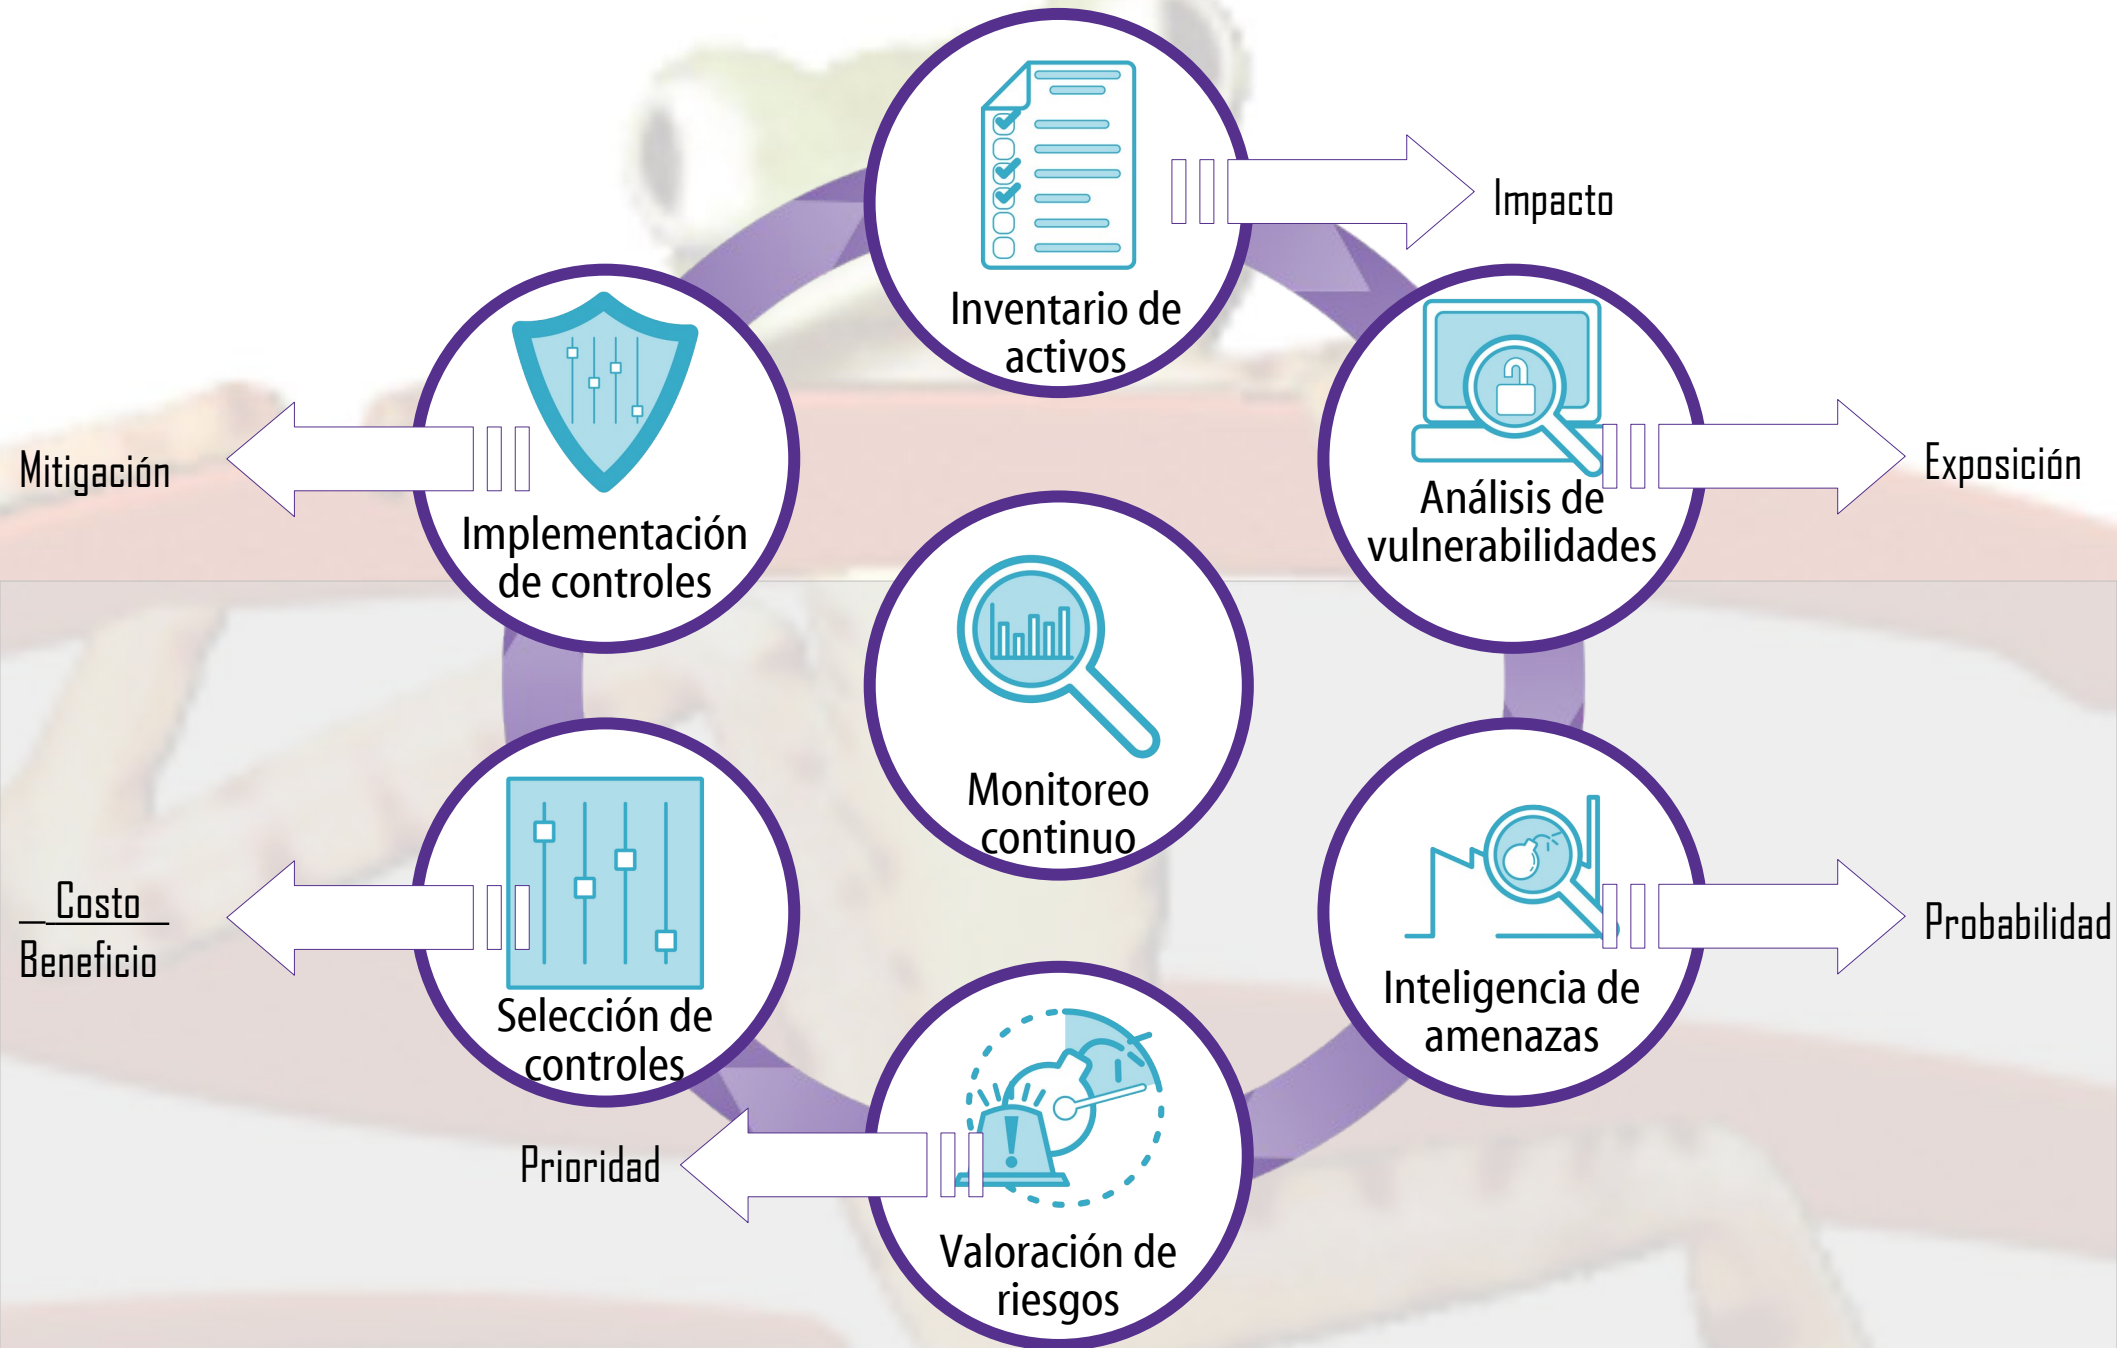 Inventario de
activos
Impacto
Análisis de
vulnerabilidades
Exposición
Inteligencia de
amenazas
Probabilidad
Valoración de
riesgos
Prioridad
Selección de
controles
Costo
Beneficio
Implementación
de controles
Mitigación
Monitoreo
continuo